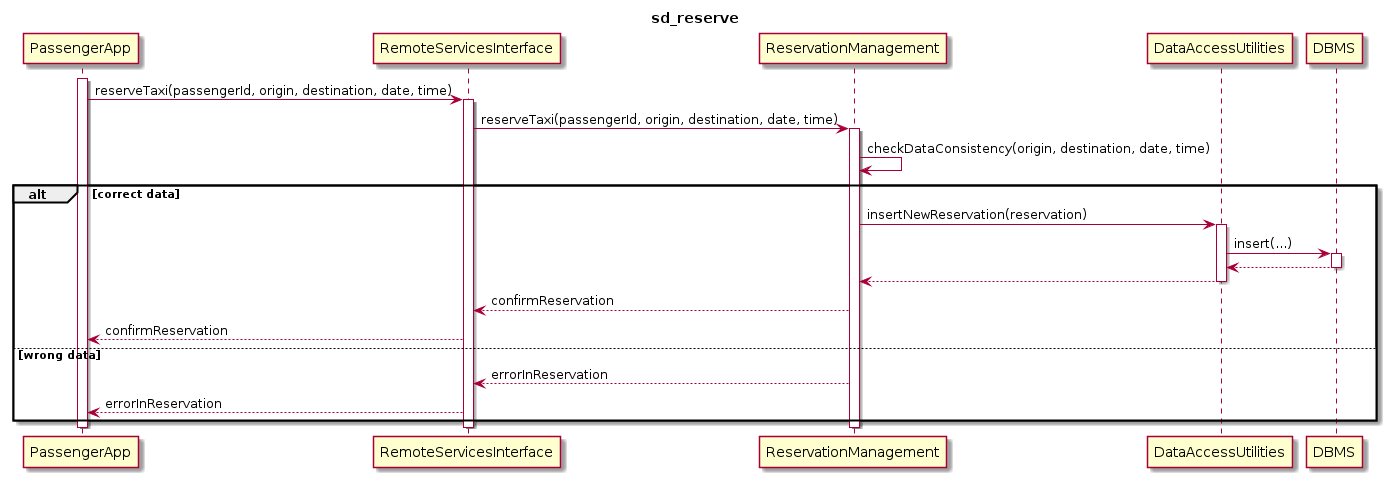 sd_reserve
PassengerApp RemoteServicesInterface ReservationManagement DataAccessUtilities DBMS
reserveTaxi(passengerId, origin, destination, date, time)
reserveTaxi(passengerId, origin, destination, date, time)
checkDataConsistency(origin, destination, date, time)
alt [correct data]
insertNewReservation(reservation)
insert(...)
confirmReservation
confirmReservation
[wrong data]
errorInReservation
errorInReservation
PassengerApp RemoteServicesInterface ReservationManagement DataAccessUtilities DBMS